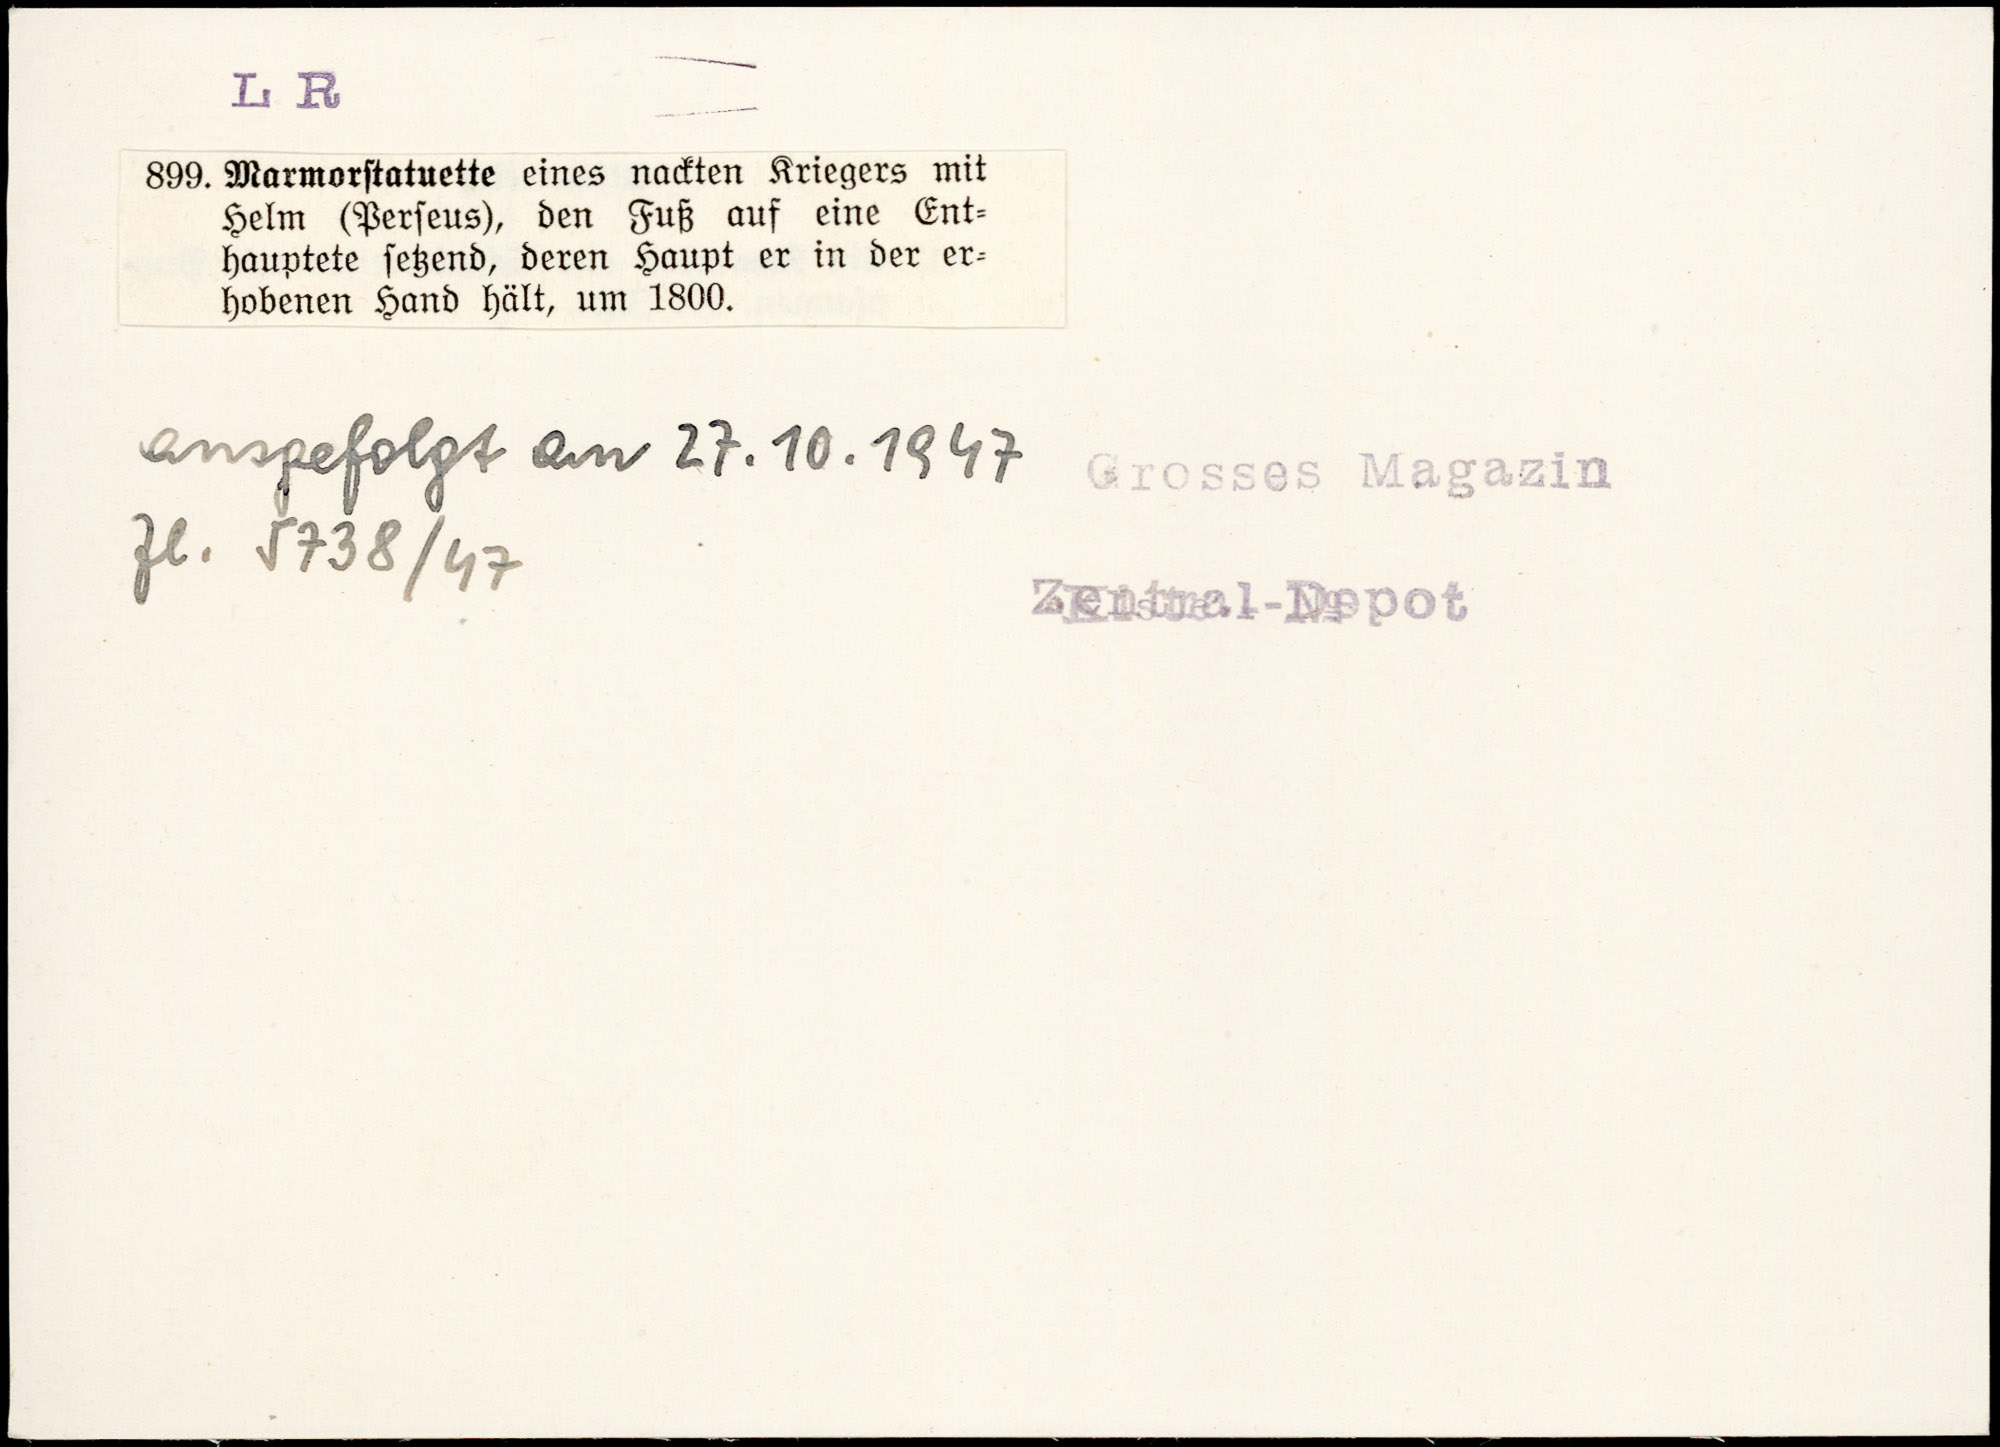 L R
899. Marmorſtatuette eines nackten Kriegers mit
Helm (Perſeus), den Fuß auf eine Ent=
hauptete ſetzend, deren Haupt er in der er=
hobenen Hand hält, um 1800.
ausgefolgt am 27.10.1947
Zl. 5738/47
Grosses Magazin
Zentral-Depot